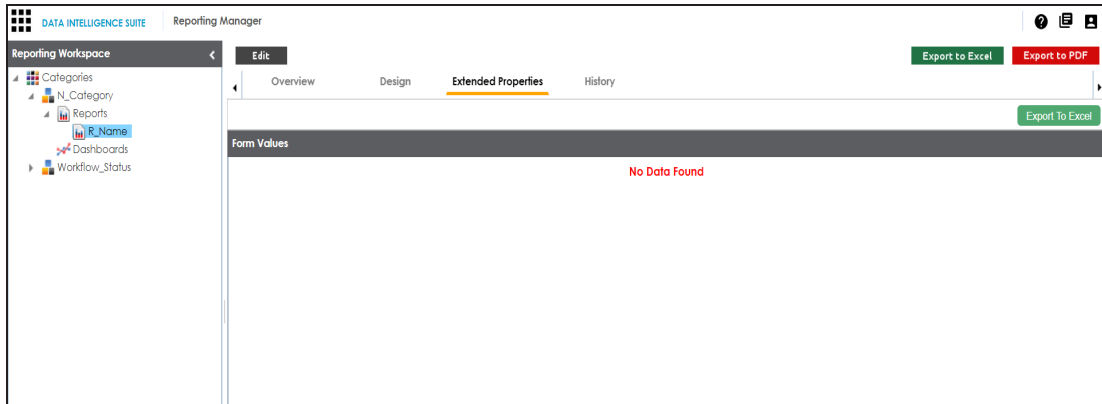 DATA INTELLIGENCE SUITE Reporting Manager
Reporting Workspace
Categories
N_Category
Reports
R_Name
Dashboards
Workflow_Status
Edit Export to Excel Export to PDF
Overview Design Extended Properties History
Export To Excel
Form Values
No Data Found